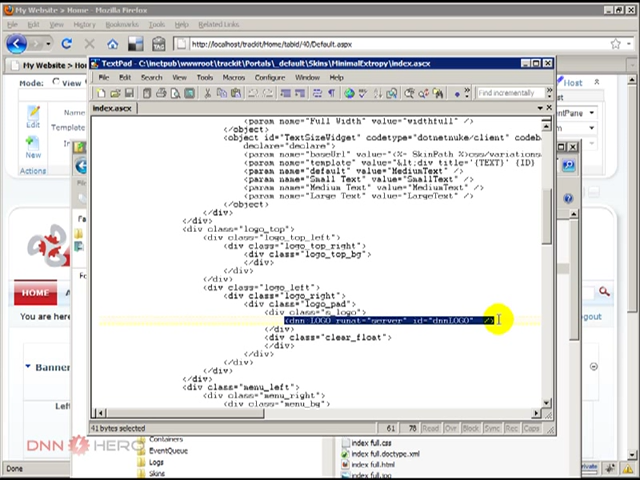 My Website > Home - Mozilla Firefox
File Edit View History Bookmarks Tools Help Related Links
http://localhost/trackit/Home/tabid/40/Default.aspx
My Website > Home
TextPad - C:\Inetpub\wwwroot\trackit\Portals\_default\Skins\MinimalExtropy\index.ascx
File Edit Search View Tools Macros Configure Window Help
Find incrementally
index.ascx
Mode: View
Host
Name
Edit
Template
New
Actions
entPane
<param name="Full Width" value="widthfull" />
</object>
<object id="TextSizeWidget" codetype="dotnetnuke/client" codeb
declare="declare">
<param name="baseUrl" value="<%= SkinPath %>css/variations
<param name="template" value="&lt;div title='{TEXT}' {ID}
<param name="default" value="MediumText" />
<param name="Small Text" value="SmallText" />
<param name="Medium Text" value="MediumText" />
<param name="Large Text" value="LargeText" />
</object>
</div>
</div>
<div class="logo_top">
<div class="logo_top_left">
<div class="logo_top_right">
<div class="logo_top_bg">
</div>
</div>
</div>
<div class="logo_left">
<div class="logo_right">
<div class="logo_pad">
<div class="s_logo">
<dnn:LOGO runat="server" id="dnnLOGO" />
</div>
<div class="clear_float">
</div>
</div>
</div>
</div>
<div class="menu_left">
<div class="menu_right">
<div class="menu_bg">
HOME
You are here
ogout
Banner
Left
41 bytes selected
61 78 Read Ovr Block Sync Rec Caps
DNN HERO
Containers
EventQueue
Logs
Skins
index full.css
index full.doctype.xml
index full.html
index full.jpg
Done